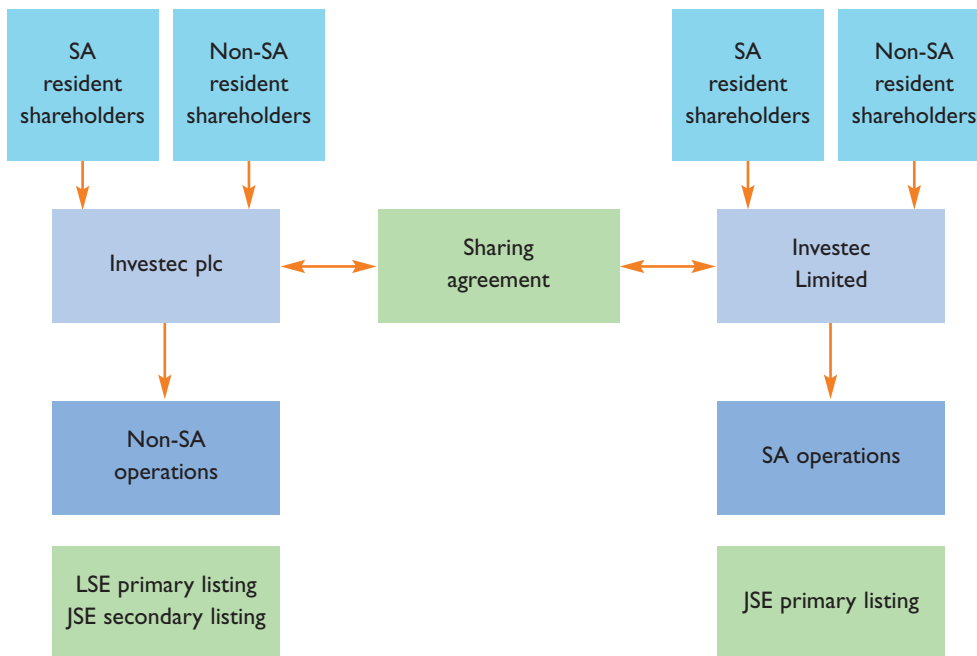 SA
resident
shareholders
Non-SA
resident
shareholders
SA
resident
shareholders
Non-SA
resident
shareholders
Investec plc
Sharing
agreement
Investec
Limited
Non-SA
operations
SA operations
LSE primary listing
JSE secondary listing
JSE primary listing